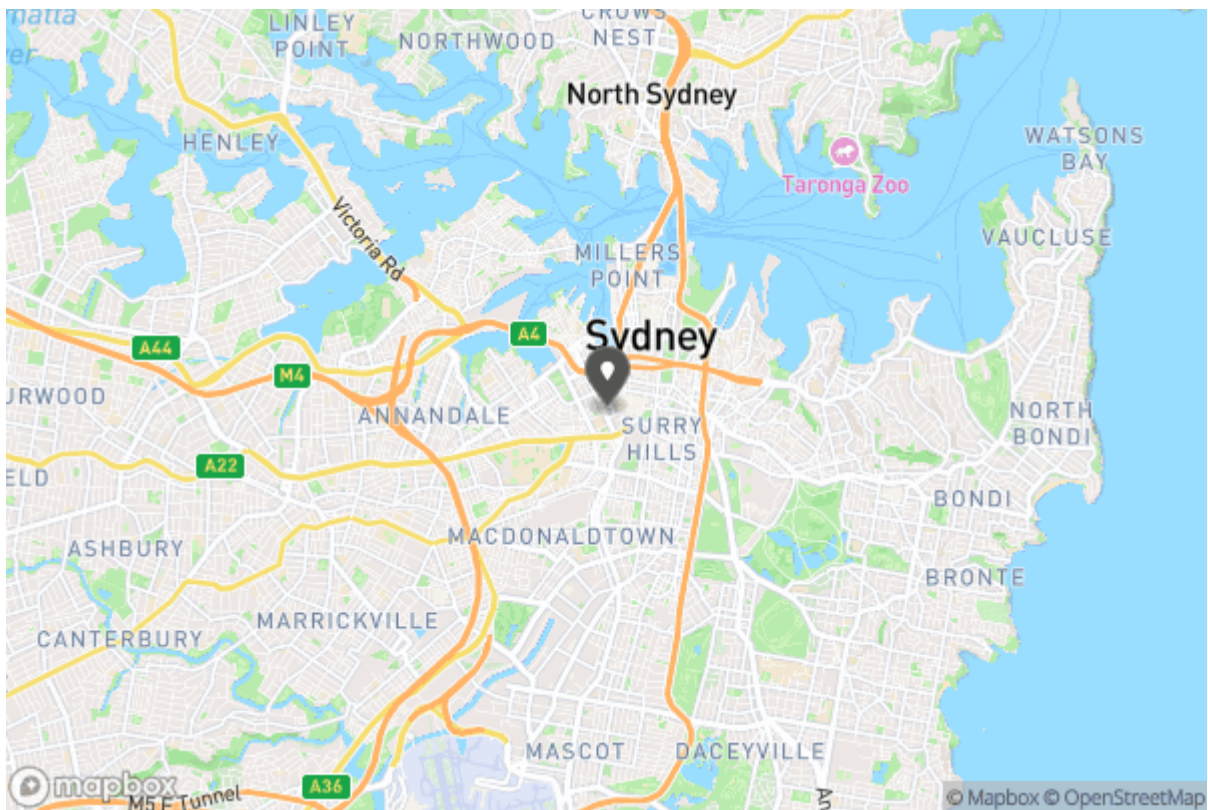 CROWS
NEST
LINLEY
POINT
NORTHWOOD
North Sydney
HENLEY
WATSONS
BAY
Taronga Zoo
Victoria Rd
VAUCLUSE
MILLERS
POINT
A44
A4
Sydney
M4
URWOOD
ANNANDALE
SURRY
HILLS
NORTH
BONDI
A22
ELD
BONDI
MACDONALDTOWN
ASHBURY
BRONTE
MARRICKVILLE
CANTERBURY
MASCOT
DACEYVILLE
mapbox
A36
M5 E Tunnel
An
© Mapbox © OpenStreetMap